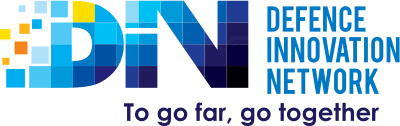 DiN
DEFENCE
INNOVATION
NETWORK
To go far, go together